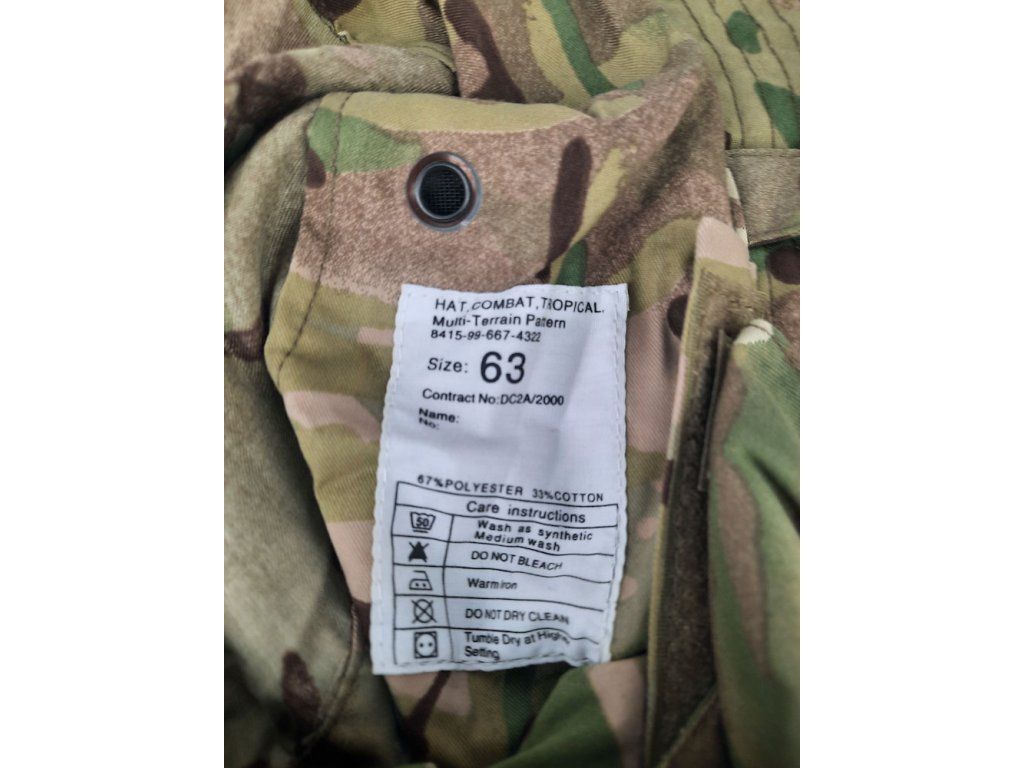 HAT, COMBAT, TROPICAL,
Multi-Terrain Pattern
8415-99-667-4322
Size: 63
Contract No:DC2A/2000
Name:
No:
67%POLYESTER 33%COTTON
Care instructions
50 Wash as synthetic
Medium wash
DO NOT BLEACH
Warm iron
DO NOT DRY CLEAN
Tumble Dry at High
Setting